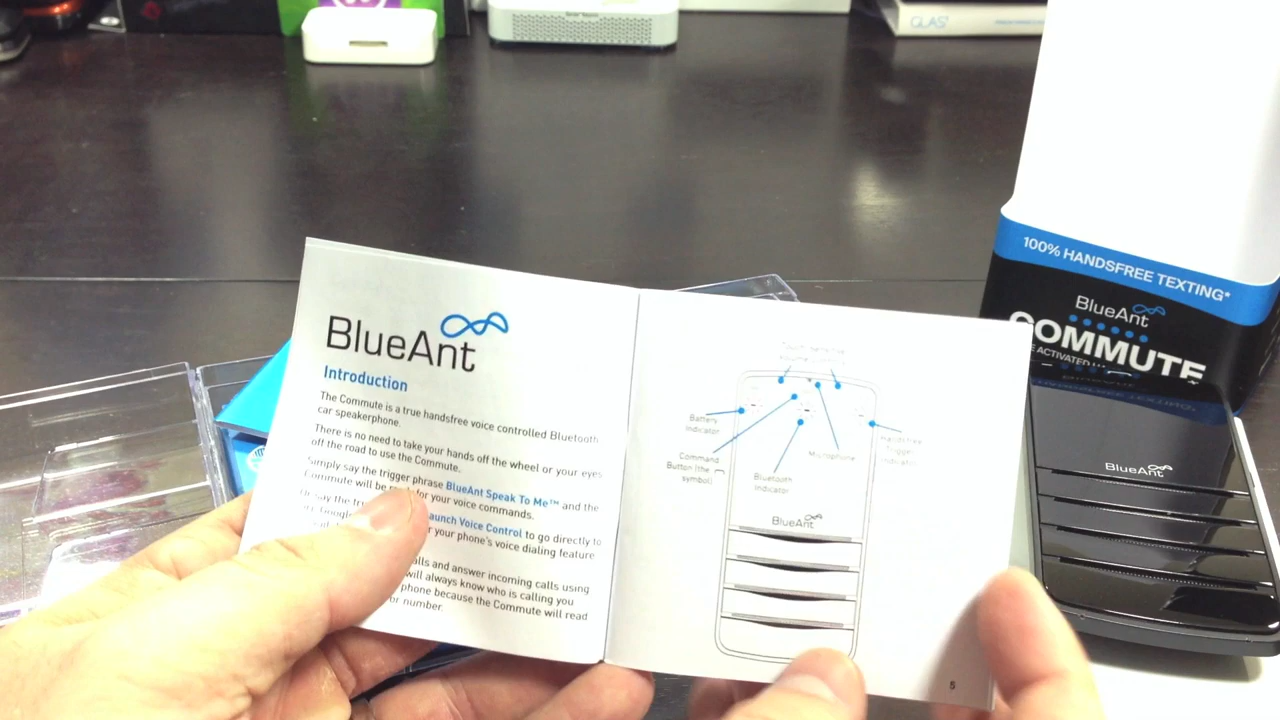 GLAS
BlueAnt
Introduction
The Commute is a true handsfree voice controlled Bluetooth
car speakerphone.
There is no need to take your hands off the wheel or your eyes
off the road to use the Commute.
Simply say the trigger phrase BlueAnt Speak To Me™ and the
Commute will be for your voice commands.
Launch Voice Control to go directly to
your phone's voice dialing feature
and answer incoming calls using
will always know who is calling you
phone because the Commute will read
or number.
Battery
Indicator
Command
Button (the
symbol)
Bluetooth
Indicator
Microphone
Handsfree
Trigger
Indicator
BlueAnt
5
100% HANDSFREE TEXTING*
BlueAnt
COMMUTE
BlueAnt